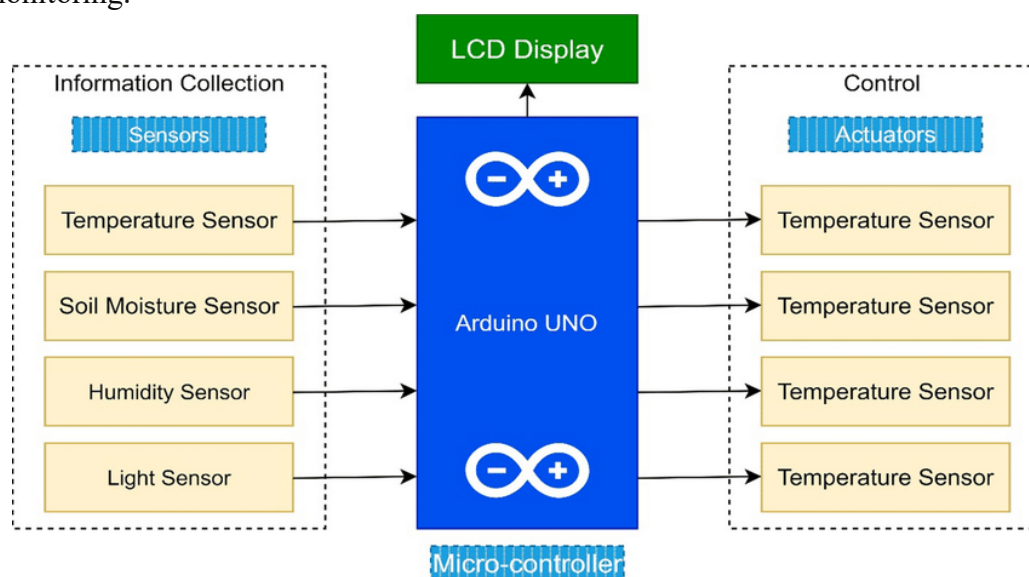 monitoring.
LCD Display
Information Collection
Sensors
Temperature Sensor
Soil Moisture Sensor
Humidity Sensor
Light Sensor
Arduino UNO
Micro-controller
Control
Actuators
Temperature Sensor
Temperature Sensor
Temperature Sensor
Temperature Sensor